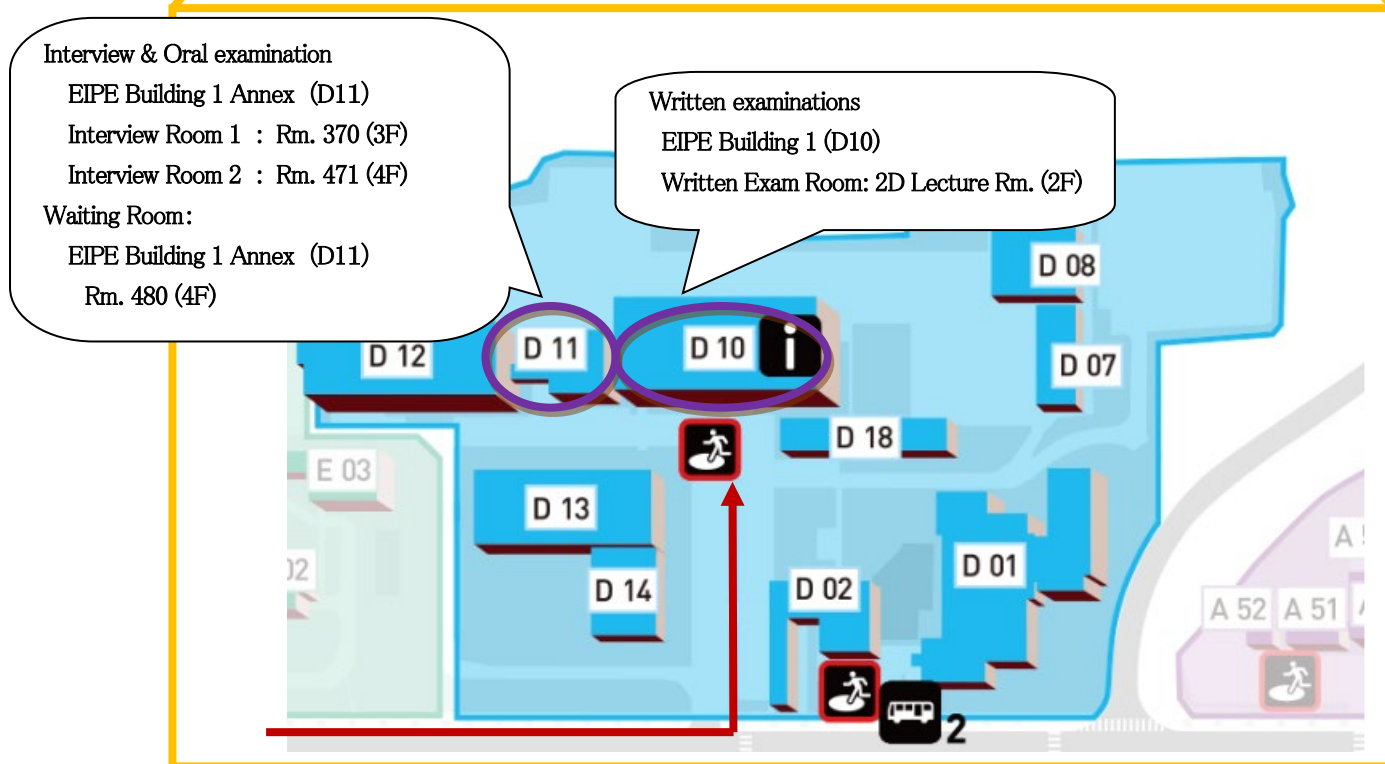 Interview & Oral examination
EIPE Building 1 Annex (D11)
Interview Room 1 : Rm. 370 (3F)
Interview Room 2 : Rm. 471 (4F)
Waiting Room:
EIPE Building 1 Annex (D11)
Rm. 480 (4F)
Written examinations
EIPE Building 1 (D10)
Written Exam Room: 2D Lecture Rm. (2F)
D 08
D 12
D 11
D 10
i
D 07
D 18
E 03
D 13
D 14
D 02
D 01
02
A 52
A 51
2